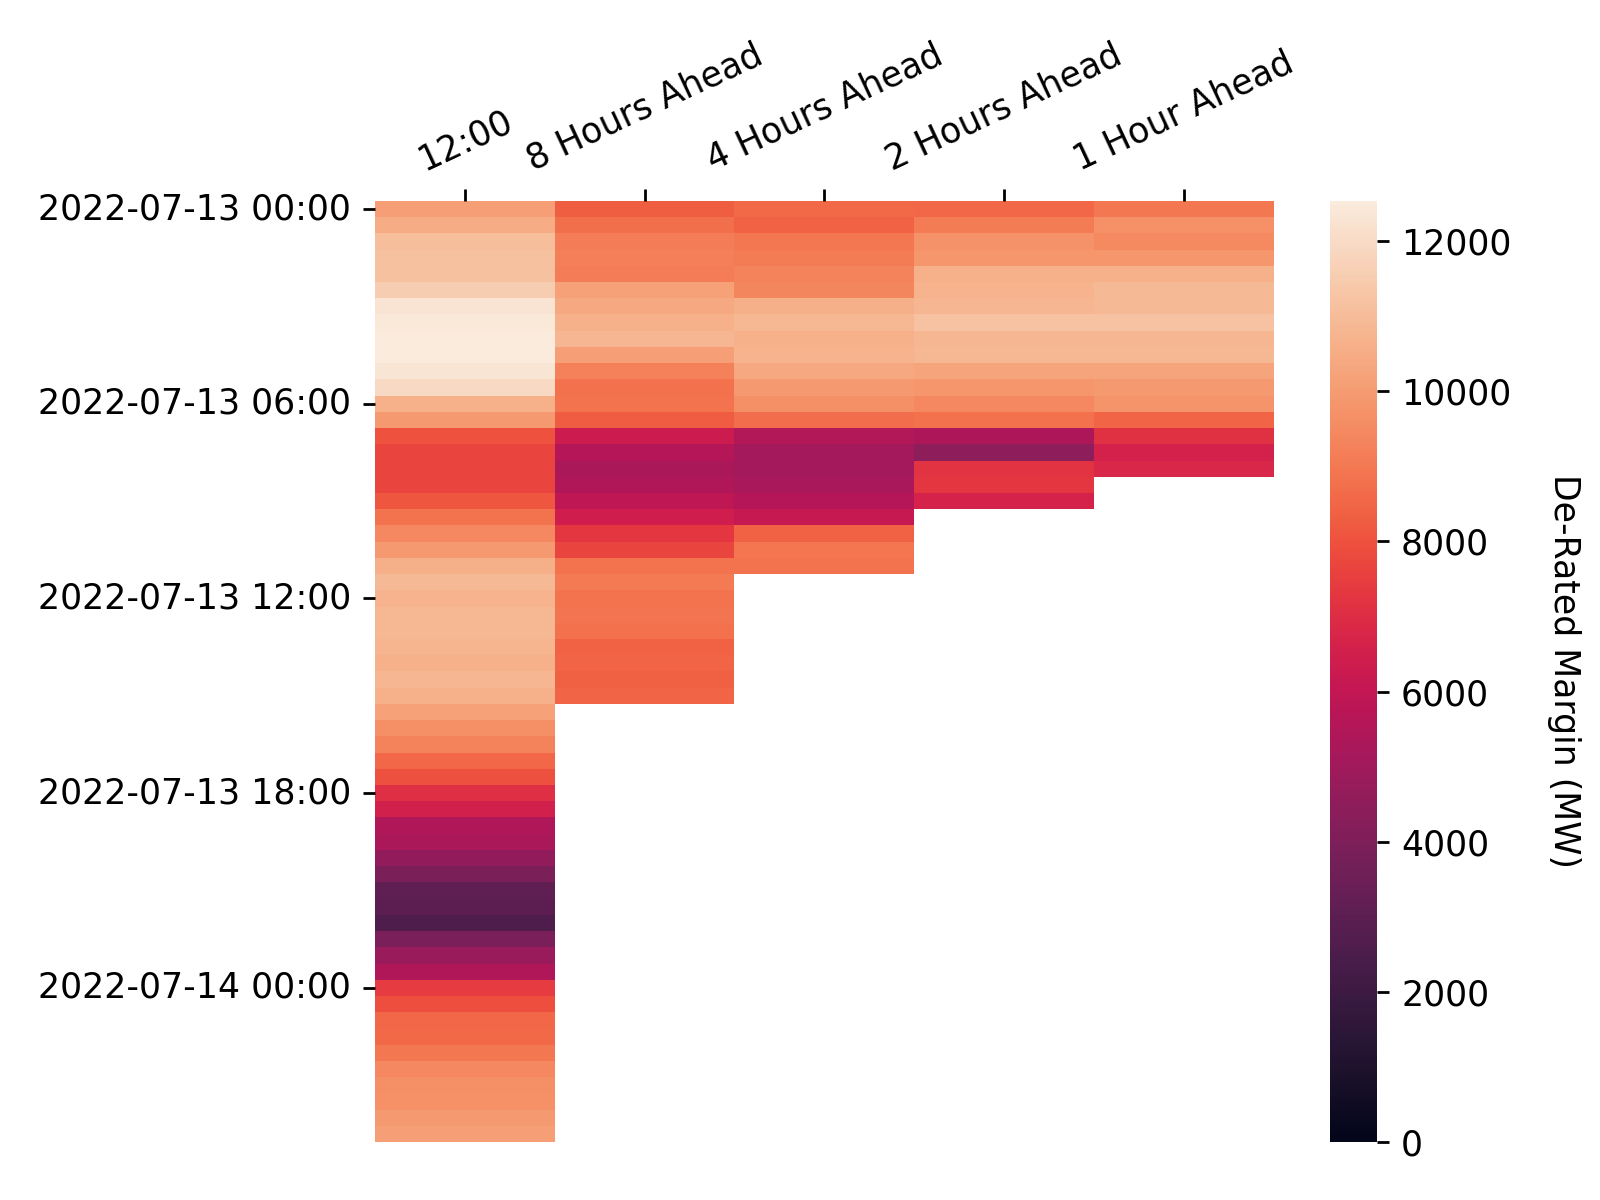 12:00
8 Hours Ahead
4 Hours Ahead
2 Hours Ahead
1 Hour Ahead
2022-07-13 00:00
2022-07-13 06:00
2022-07-13 12:00
2022-07-13 18:00
2022-07-14 00:00
12000
10000
8000
6000
4000
2000
0
De-Rated Margin (MW)